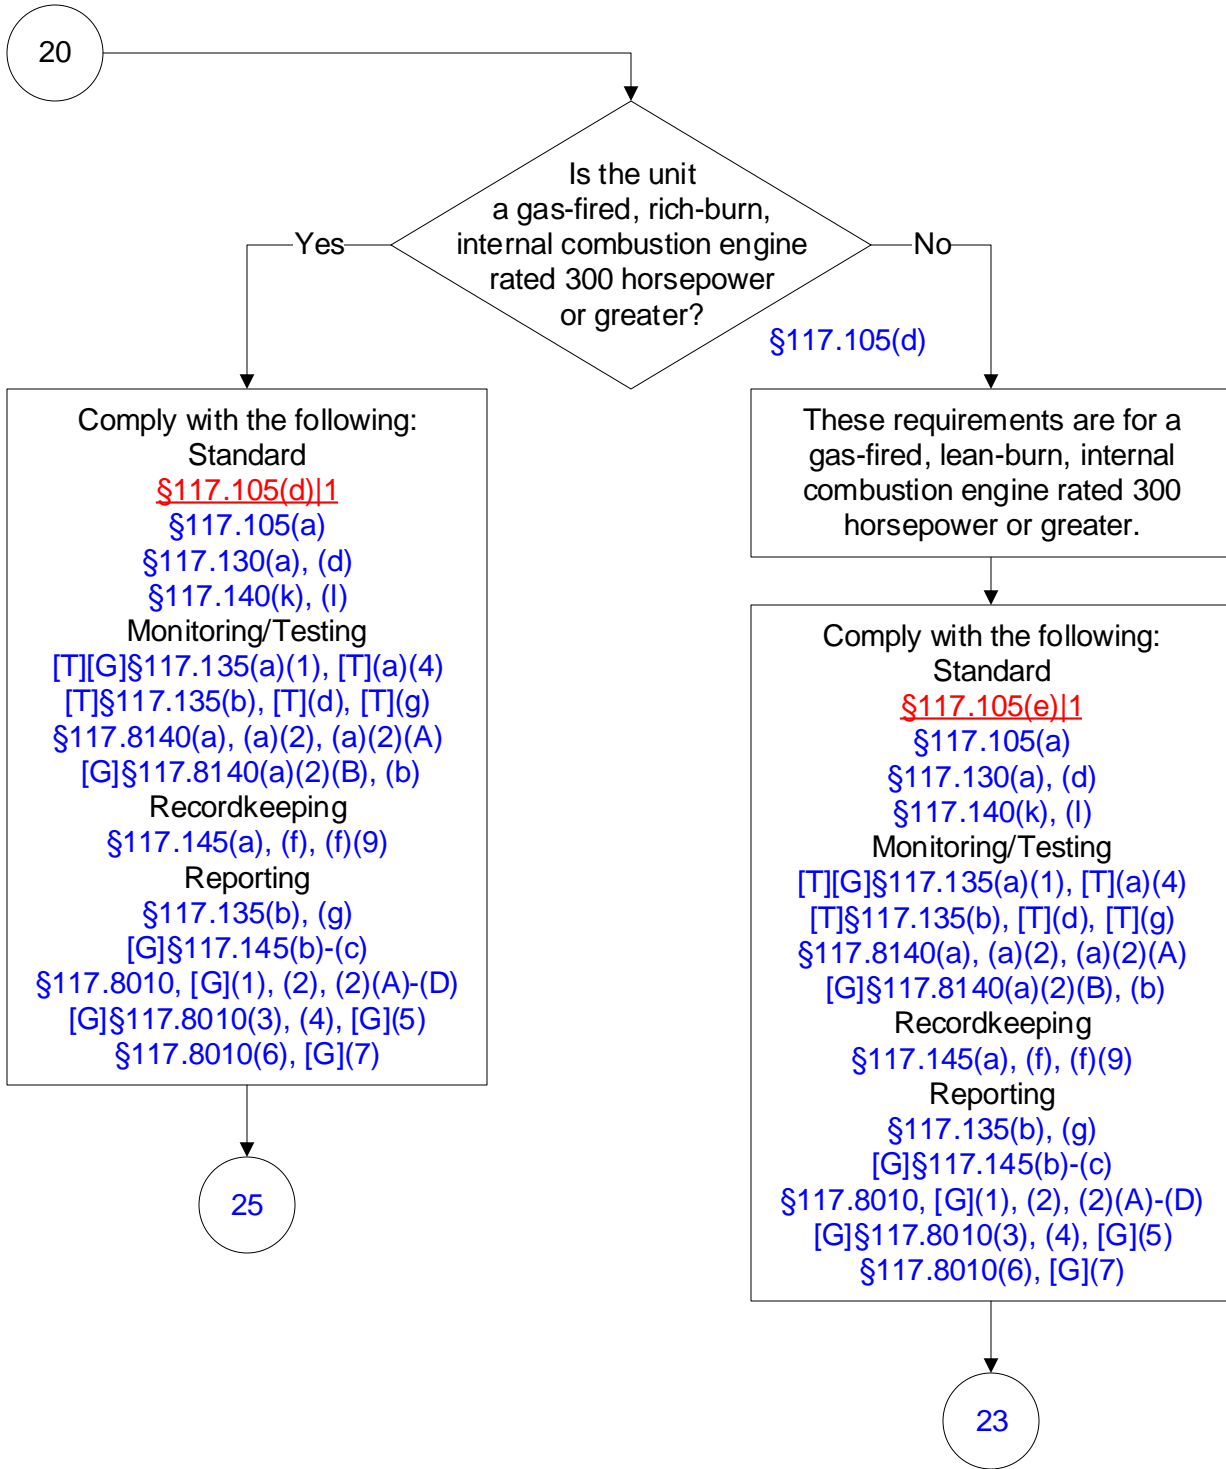 20
Is the unit
a gas-fired, rich-burn,
internal combustion engine
rated 300 horsepower
or greater?
Yes
No
§117.105(d)
Comply with the following:
Standard
§117.105(d)|1
§117.105(a)
§117.130(a), (d)
§117.140(k), (l)
Monitoring/Testing
[T][G]§117.135(a)(1), [T](a)(4)
[T]§117.135(b), [T](d), [T](g)
§117.8140(a), (a)(2), (a)(2)(A)
[G]§117.8140(a)(2)(B), (b)
Recordkeeping
§117.145(a), (f), (f)(9)
Reporting
§117.135(b), (g)
[G]§117.145(b)-(c)
§117.8010, [G](1), (2), (2)(A)-(D)
[G]§117.8010(3), (4), [G](5)
§117.8010(6), [G](7)
25
These requirements are for a
gas-fired, lean-burn, internal
combustion engine rated 300
horsepower or greater.
Comply with the following:
Standard
§117.105(e)|1
§117.105(a)
§117.130(a), (d)
§117.140(k), (l)
Monitoring/Testing
[T][G]§117.135(a)(1), [T](a)(4)
[T]§117.135(b), [T](d), [T](g)
§117.8140(a), (a)(2), (a)(2)(A)
[G]§117.8140(a)(2)(B), (b)
Recordkeeping
§117.145(a), (f), (f)(9)
Reporting
§117.135(b), (g)
[G]§117.145(b)-(c)
§117.8010, [G](1), (2), (2)(A)-(D)
[G]§117.8010(3), (4), [G](5)
§117.8010(6), [G](7)
23